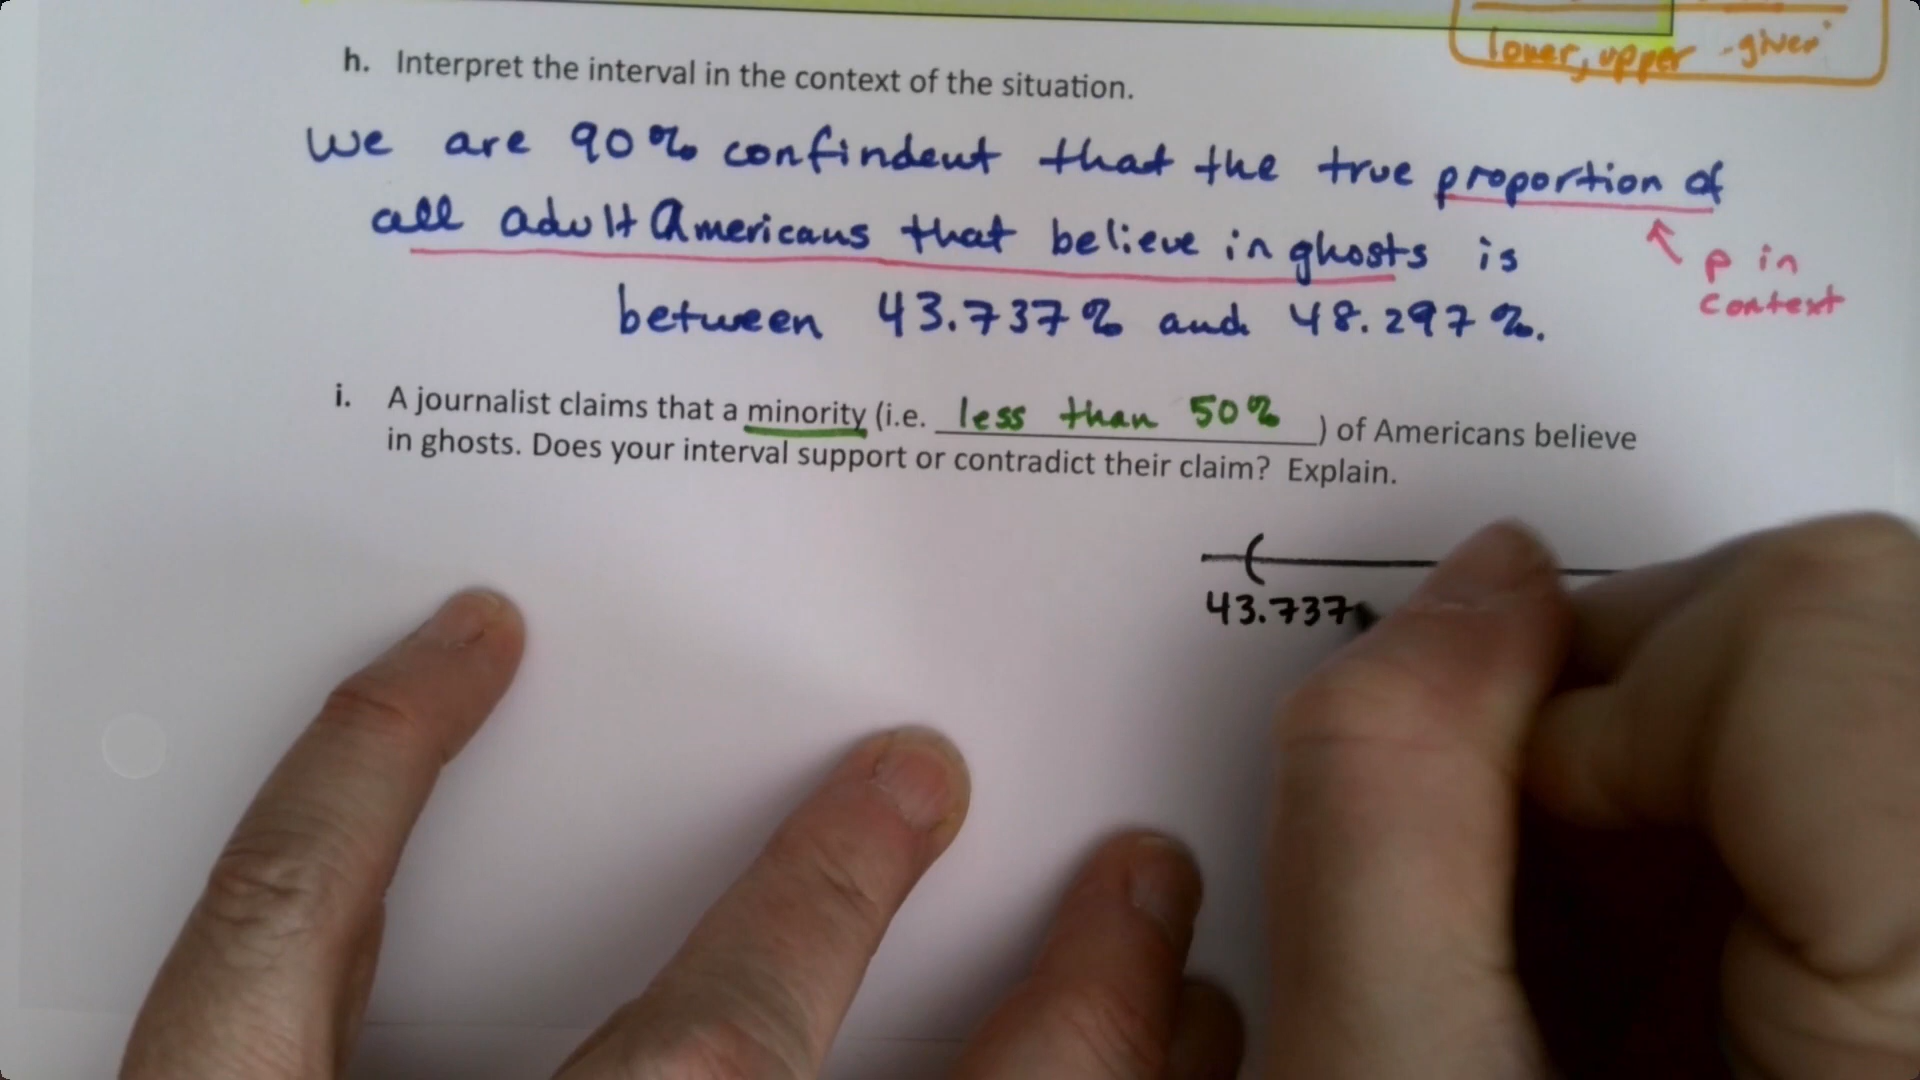 lower, upper - given
h. Interpret the interval in the context of the situation.
We are 90% confindent that the true proportion of
all adult Americans that believe in ghosts is
p in
context
between 43.737% and 48.297%.
i. A journalist claims that a minority (i.e. less than 50% ) of Americans believe
in ghosts. Does your interval support or contradict their claim? Explain.
43.737